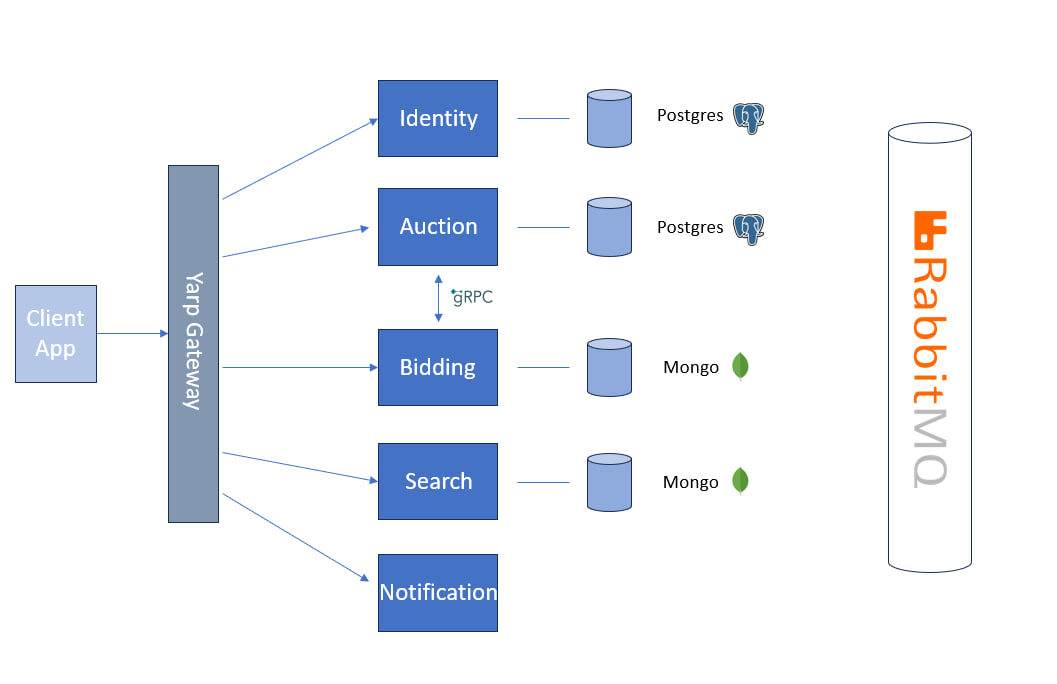 Client
App
Yarp Gateway
Identity
Postgres
Auction
Postgres
gRPC
Bidding
Mongo
Search
Mongo
Notification
RabbitMQ